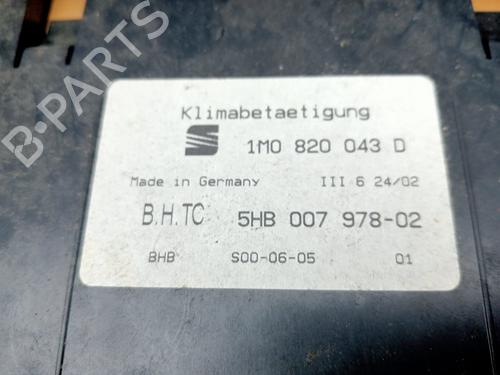 Klimabetaetigung
1M0 820 043 D
Made in Germany III 6 24/02
B.H.TC 5HB 007 978-02
BHB S00-06-05 01
B-PARTS